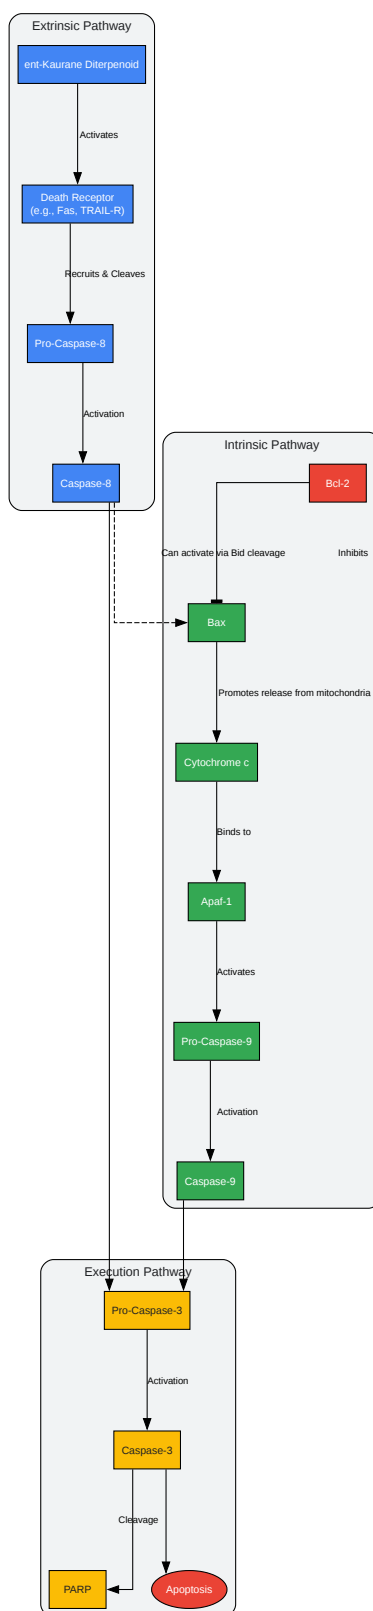 Extrinsic Pathway
ent-Kaurane Diterpenoid
Activates
Death Receptor
(e.g., Fas, TRAIL-R)
Recruits & Cleaves
Pro-Caspase-8
Activation
Caspase-8
Intrinsic Pathway
Bcl-2
Can activate via Bid cleavage
Inhibits
Bax
Promotes release from mitochondria
Cytochrome c
Binds to
Apaf-1
Activates
Pro-Caspase-9
Activation
Caspase-9
Execution Pathway
Pro-Caspase-3
Activation
Caspase-3
Cleavage
PARP
Apoptosis